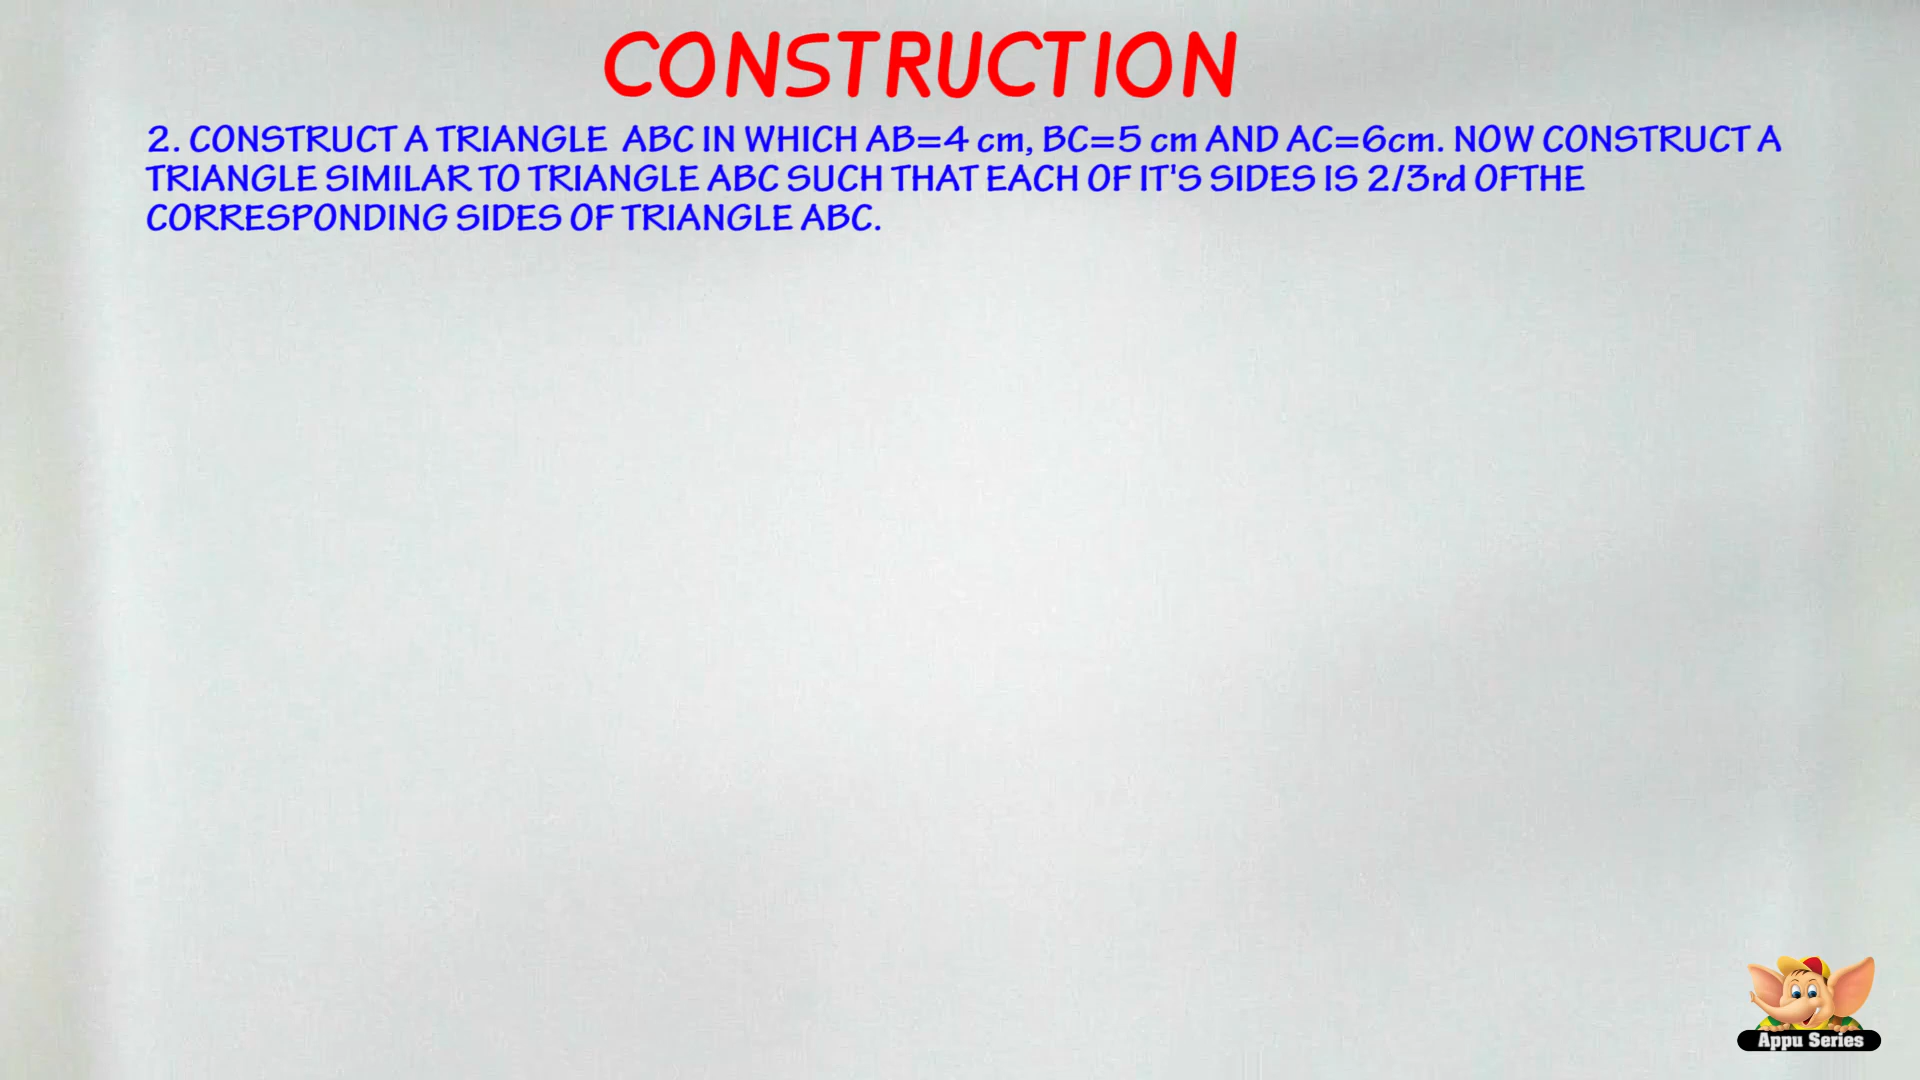 CONSTRUCTION
2. CONSTRUCT A TRIANGLE ABC IN WHICH AB=4 cm, BC=5 cm AND AC=6cm. NOW CONSTRUCT A
TRIANGLE SIMILAR TO TRIANGLE ABC SUCH THAT EACH OF IT'S SIDES IS 2/3rd OFTHE
CORRESPONDING SIDES OF TRIANGLE ABC.
Appu Series